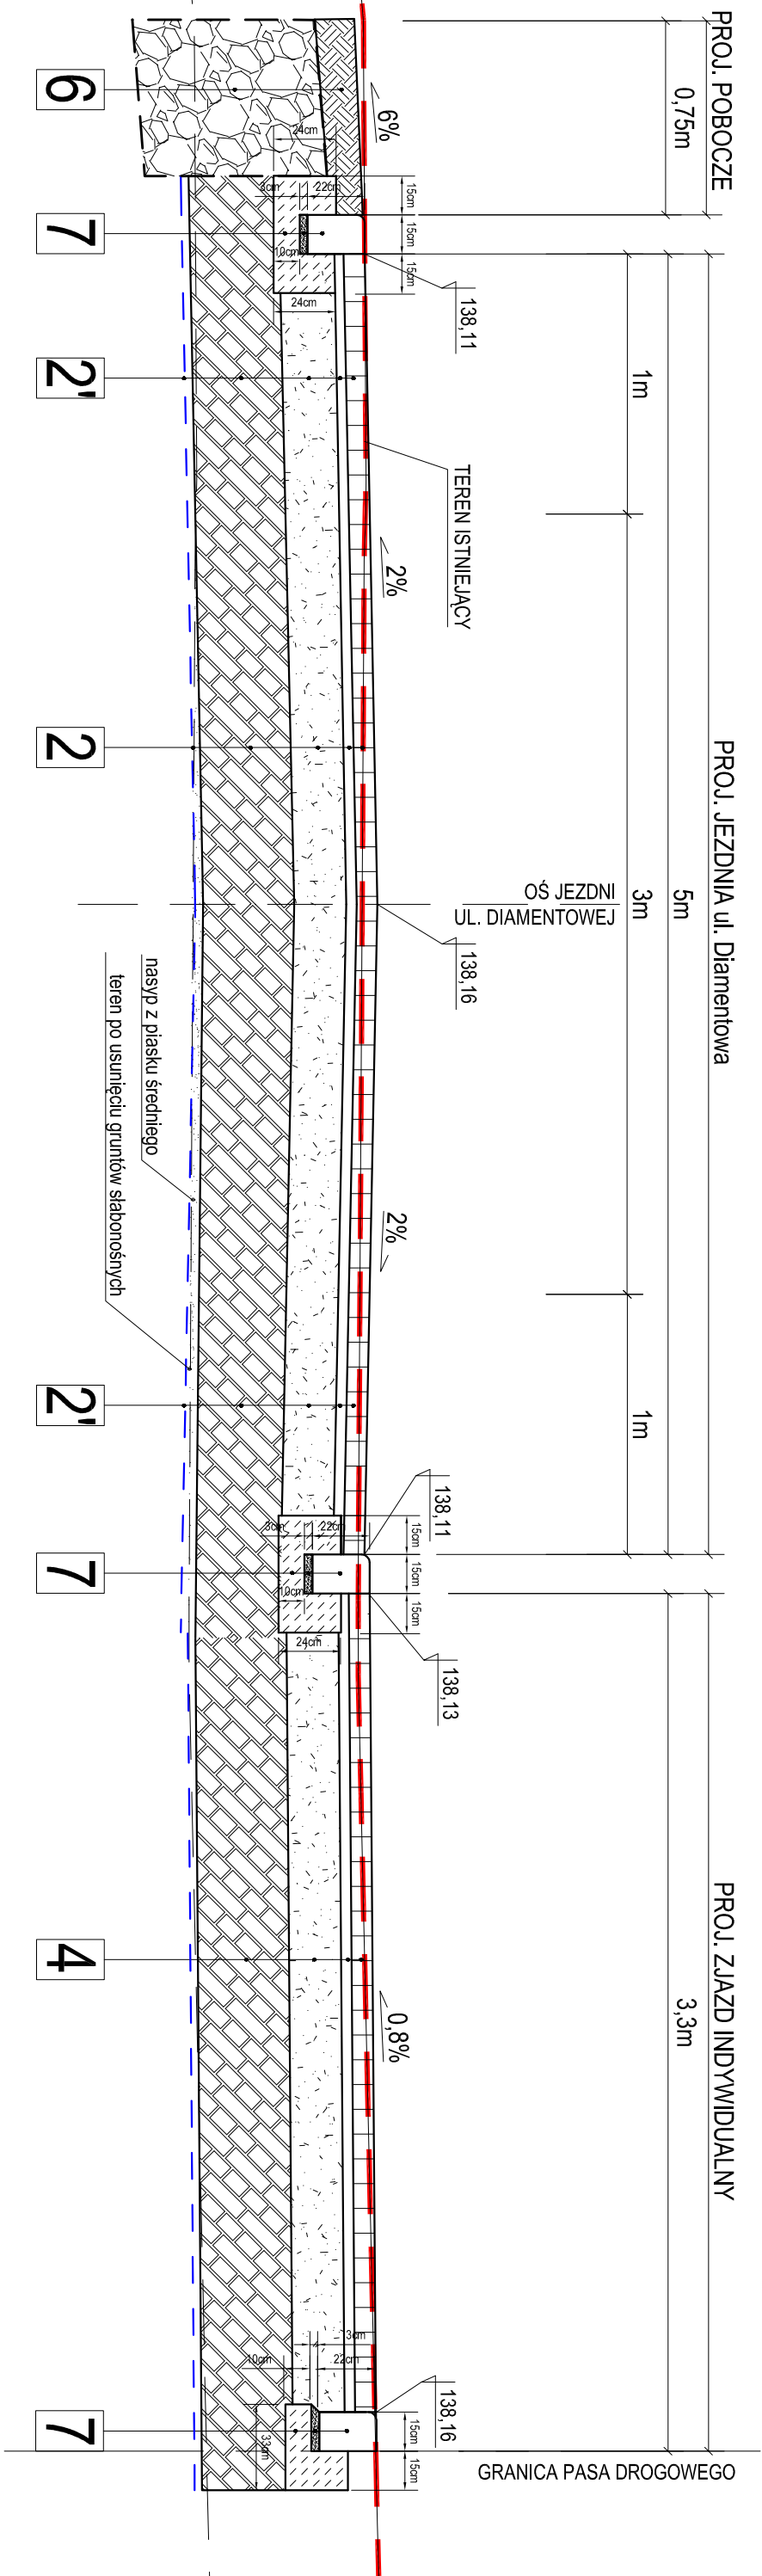 PROJ. POBOCZE
PROJ. JEZDNIA ul. Diamentowa
PROJ. ZJAZD INDYWIDUALNY
0,75m
5m
3,3m
1m
3m
1m
OŚ JEZDNI
UL. DIAMENTOWEJ
GRANICA PASA DROGOWEGO
138,11
TEREN ISTNIEJĄCY
138,16
138,11
138,13
138,16
6%
2%
2%
0,8%
15cm
15cm
15cm
24cm
3cm
22cm
10cm
24cm
15cm
15cm
15cm
3cm
22cm
10cm
24cm
3cm
22cm
10cm
33cm
15cm
15cm
nasyp z piasku średniego
teren po usunięciu gruntów słabonośnych
6
7
2'
2
2'
7
4
7